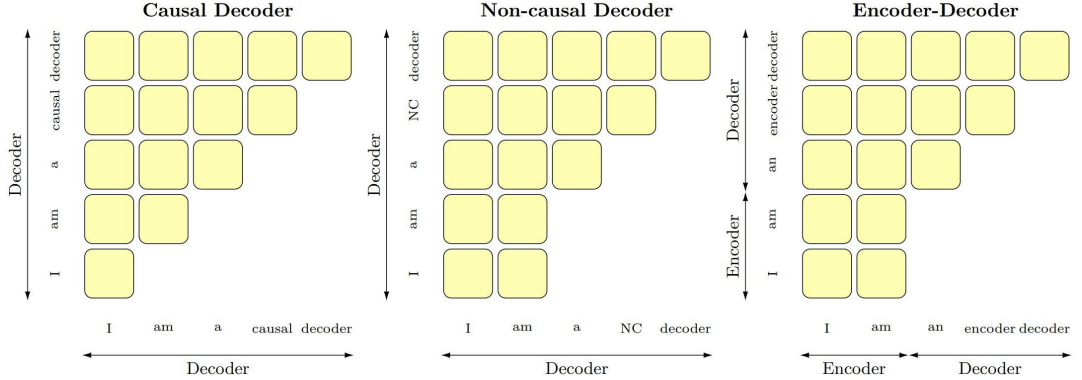 Causal Decoder
Decoder
decoder
causal
a
am
I
I am a causal decoder
Decoder
Non-causal Decoder
Decoder
decoder
NC
a
am
I
I am a NC decoder
Decoder
Encoder-Decoder
Decoder
Encoder
decoder
encoder
an
am
I
I am an encoder decoder
Encoder Decoder